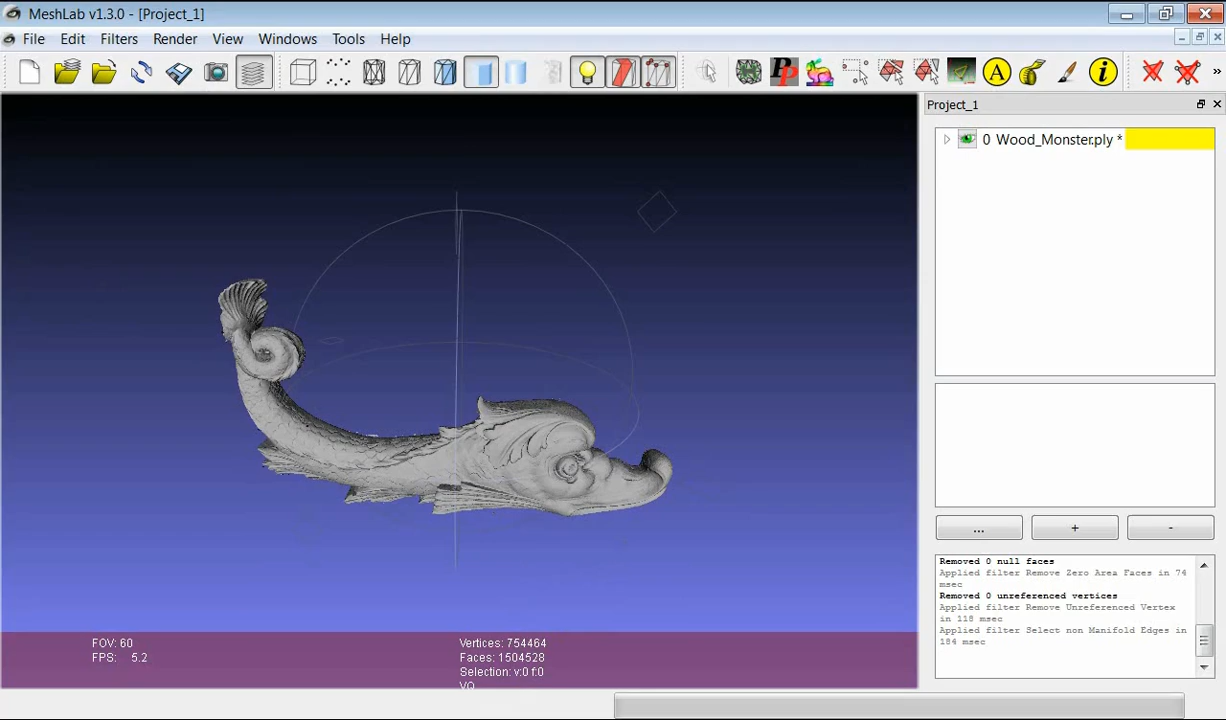 MeshLab v1.3.0 - [Project_1]
File Edit Filters Render View Windows Tools Help
A
i
»
Project_1
0 Wood_Monster.ply *
... + -
Removed 0 null faces
Applied filter Remove Zero Area Faces in 74
msec
Removed 0 unreferenced vertices
Applied filter Remove Unreferenced Vertex
in 118 msec
Applied filter Select non Manifold Edges in
184 msec
FOV: 60
FPS: 5.2
Vertices: 754464
Faces: 1504528
Selection: v:0 f:0
VQ